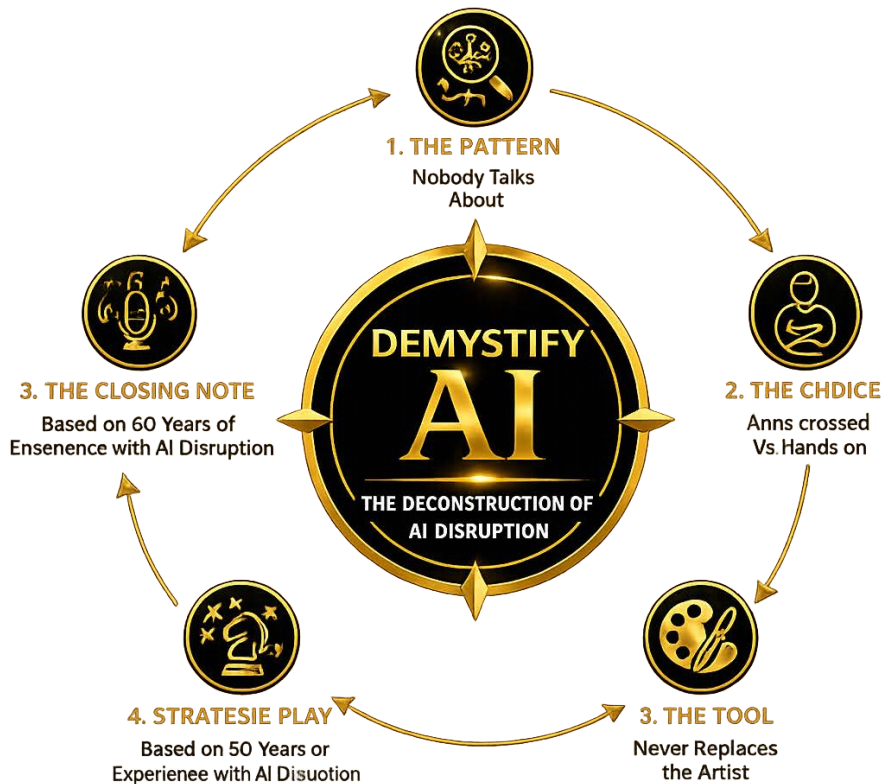 1. THE PATTERN
Nobody Talks
About
2. THE CHDICE
Anns crossed
Vs. Hands on
3. THE TOOL
Never Replaces
the Artist
4. STRATESIE PLAY
Based on 50 Years or
Experienee with AI Disuotion
3. THE CLOSING NOTE
Based on 60 Years of
Ensenence with AI Disruption
DEMYSTIFY
AI
THE DECONSTRUCTION OF
AI DISRUPTION